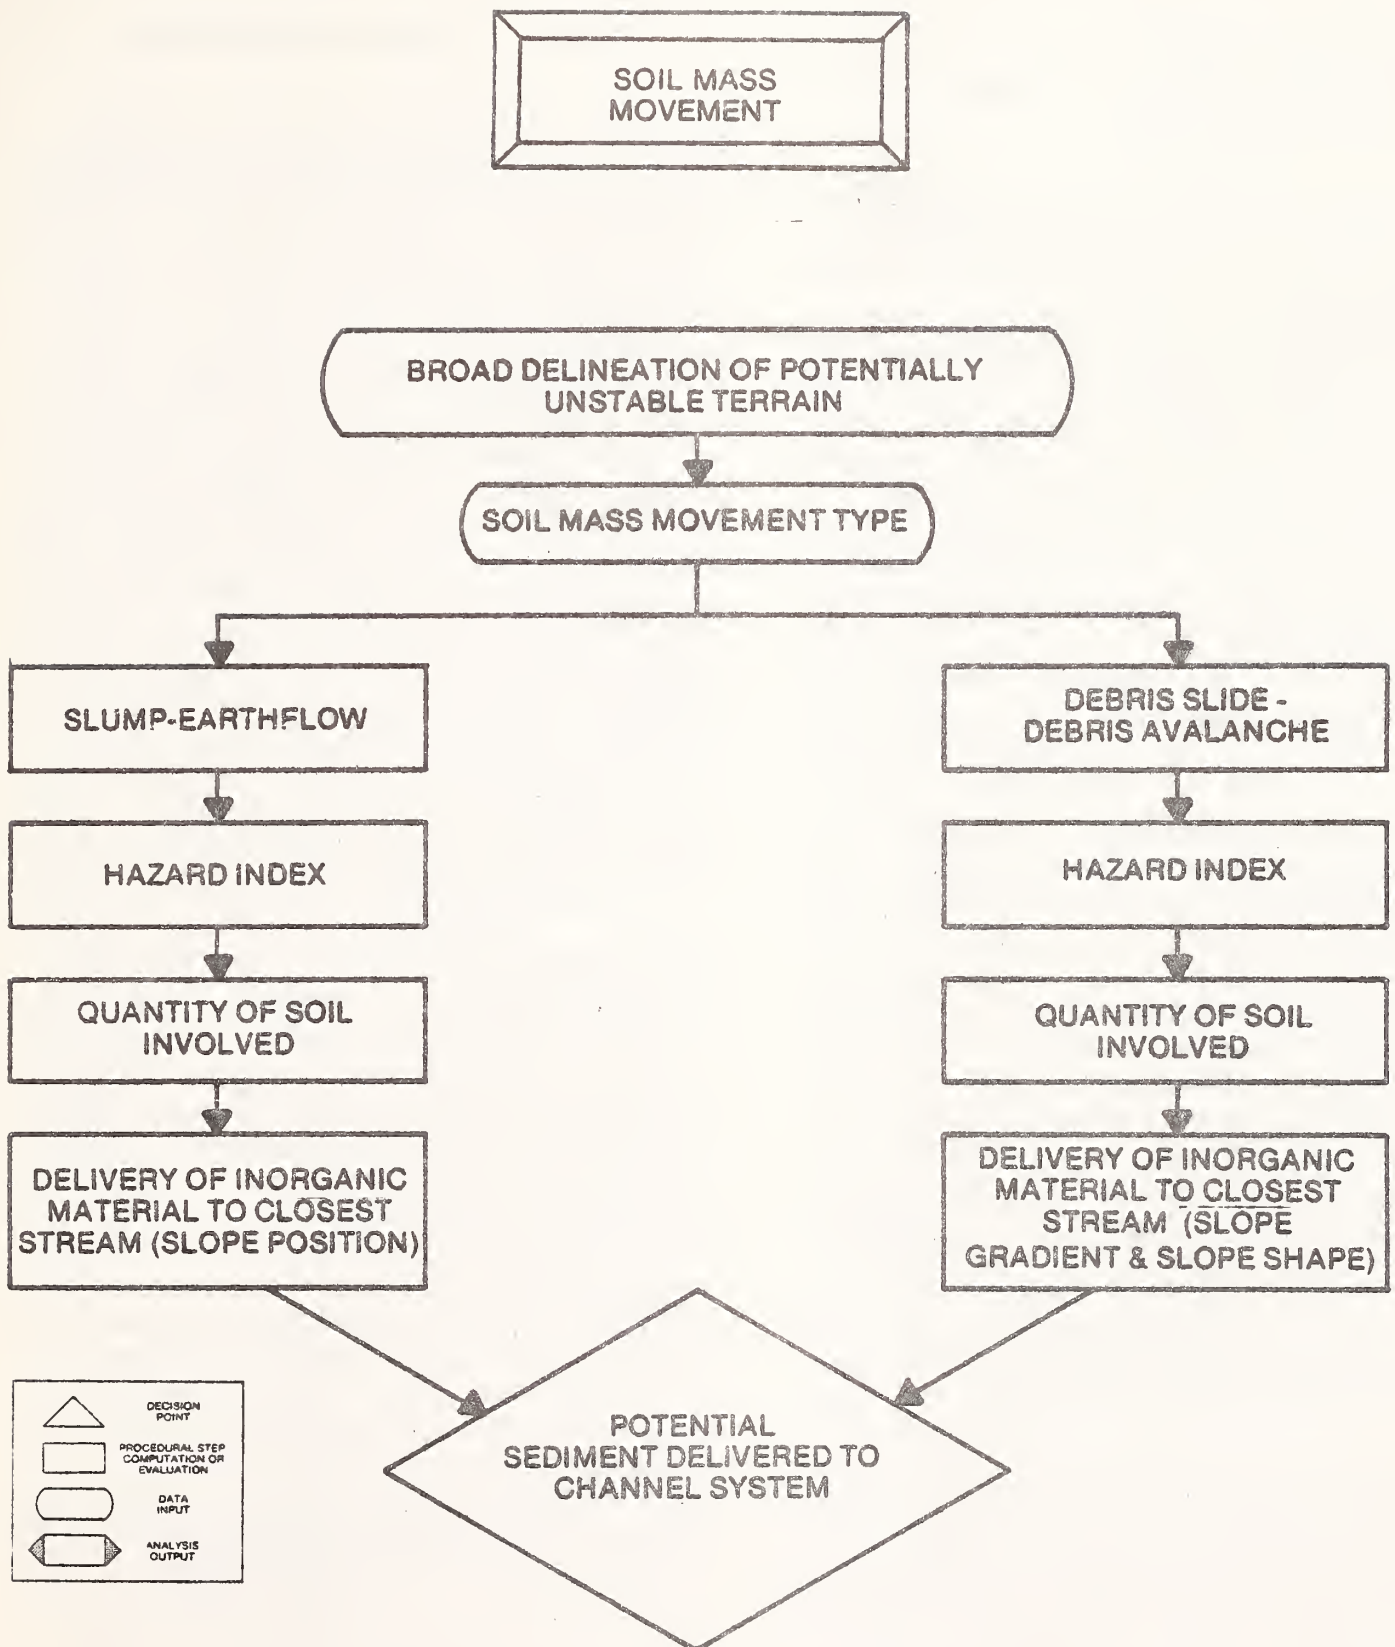 SOIL MASS
MOVEMENT
BROAD DELINEATION OF POTENTIALLY
UNSTABLE TERRAIN
SOIL MASS MOVEMENT TYPE
SLUMP-EARTHFLOW
DEBRIS SLIDE -
DEBRIS AVALANCHE
HAZARD INDEX
HAZARD INDEX
QUANTITY OF SOIL
INVOLVED
QUANTITY OF SOIL
INVOLVED
DELIVERY OF INORGANIC
MATERIAL TO CLOSEST
STREAM (SLOPE POSITION)
DELIVERY OF INORGANIC
MATERIAL TO CLOSEST
STREAM (SLOPE
GRADIENT & SLOPE SHAPE)
POTENTIAL
SEDIMENT DELIVERED TO
CHANNEL SYSTEM
DECISION
POINT
PROCEDURAL STEP
COMPUTATION OR
EVALUATION
DATA
INPUT
ANALYSIS
OUTPUT